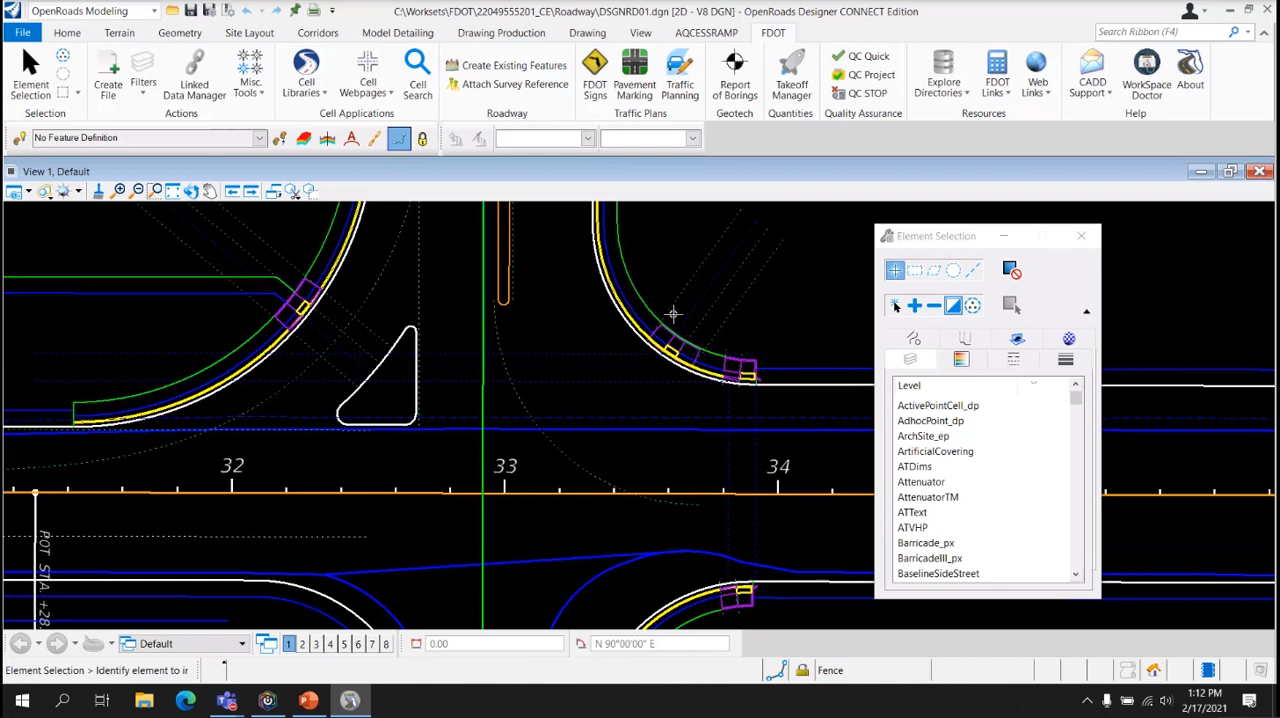 OpenRoads Modeling
C:\Worksets\FDOT\22049555201_CE\Roadway\DSGNRD01.dgn [2D - V8 DGN] - OpenRoads Designer CONNECT Edition
File Home Terrain Geometry Site Layout Corridors Model Detailing Drawing Production Drawing View AQCESSRAMP FDOT
Search Ribbon (F4)
Element Selection
Selection
Create File
Filters
Linked Data Manager
Misc. Tools
Actions
Cell Libraries
Cell Webpages
Cell Search
Cell Applications
Create Existing Features
Attach Survey Reference
Roadway
FDOT Signs
Pavement Marking
Traffic Planning
Traffic Plans
Report of Borings
Geotech
Takeoff Manager
Quantities
QC Quick
QC Project
QC STOP
Quality Assurance
Explore Directories
FDOT Links
Web Links
Resources
CADD Support
WorkSpace Doctor
About
Help
No Feature Definition
View 1, Default
32
33
34
POT STA. +28.
Element Selection
Level
ActivePointCell_dp
AdhocPoint_dp
ArchSite_ep
ArtificialCovering
ATDims
Attenuator
AttenuatorTM
ATText
ATVHP
Barricade_px
BarricadeIII_px
BaselineSideStreet
Default
1 2 3 4 5 6 7 8
0.00
N 90°00'00" E
Element Selection > Identify element to ir
Fence
1:12 PM
2/17/2021